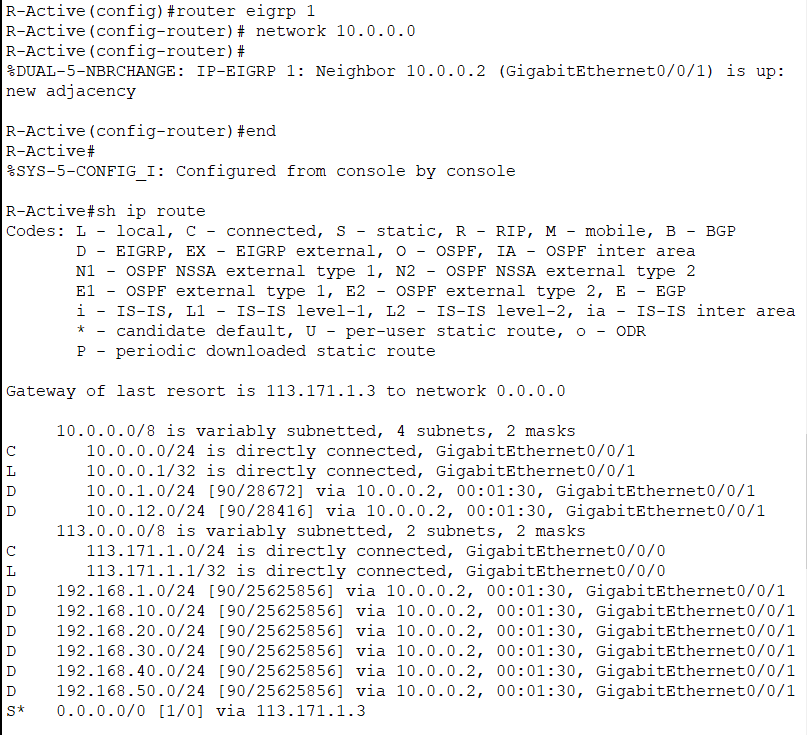 R-Active(config)#router eigrp 1
R-Active(config-router)# network 10.0.0.0
R-Active(config-router)#
%DUAL-5-NBRCHANGE: IP-EIGRP 1: Neighbor 10.0.0.2 (GigabitEthernet0/0/1) is up:
new adjacency
R-Active(config-router)#end
R-Active#
%SYS-5-CONFIG_I: Configured from console by console
R-Active#sh ip route
Codes: L - local, C - connected, S - static, R - RIP, M - mobile, B - BGP
       D - EIGRP, EX - EIGRP external, O - OSPF, IA - OSPF inter area
       N1 - OSPF NSSA external type 1, N2 - OSPF NSSA external type 2
       E1 - OSPF external type 1, E2 - OSPF external type 2, E - EGP
       i - IS-IS, L1 - IS-IS level-1, L2 - IS-IS level-2, ia - IS-IS inter area
       * - candidate default, U - per-user static route, o - ODR
       P - periodic downloaded static route
Gateway of last resort is 113.171.1.3 to network 0.0.0.0
     10.0.0.0/8 is variably subnetted, 4 subnets, 2 masks
C       10.0.0.0/24 is directly connected, GigabitEthernet0/0/1
L       10.0.0.1/32 is directly connected, GigabitEthernet0/0/1
D       10.0.1.0/24 [90/28672] via 10.0.0.2, 00:01:30, GigabitEthernet0/0/1
D       10.0.12.0/24 [90/28416] via 10.0.0.2, 00:01:30, GigabitEthernet0/0/1
     113.0.0.0/8 is variably subnetted, 2 subnets, 2 masks
C       113.171.1.0/24 is directly connected, GigabitEthernet0/0/0
L       113.171.1.1/32 is directly connected, GigabitEthernet0/0/0
D    192.168.1.0/24 [90/25625856] via 10.0.0.2, 00:01:30, GigabitEthernet0/0/1
D    192.168.10.0/24 [90/25625856] via 10.0.0.2, 00:01:30, GigabitEthernet0/0/1
D    192.168.20.0/24 [90/25625856] via 10.0.0.2, 00:01:30, GigabitEthernet0/0/1
D    192.168.30.0/24 [90/25625856] via 10.0.0.2, 00:01:30, GigabitEthernet0/0/1
D    192.168.40.0/24 [90/25625856] via 10.0.0.2, 00:01:30, GigabitEthernet0/0/1
D    192.168.50.0/24 [90/25625856] via 10.0.0.2, 00:01:30, GigabitEthernet0/0/1
S*   0.0.0.0/0 [1/0] via 113.171.1.3